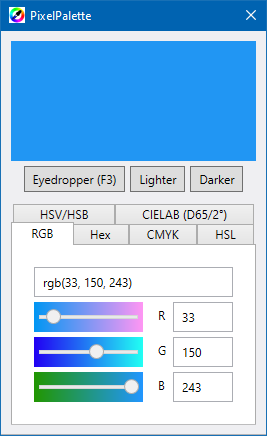 PixelPalette
Eyedropper (F3) Lighter Darker
HSV/HSB CIELAB (D65/2°)
RGB Hex CMYK HSL
rgb(33, 150, 243)
R 33
G 150
B 243